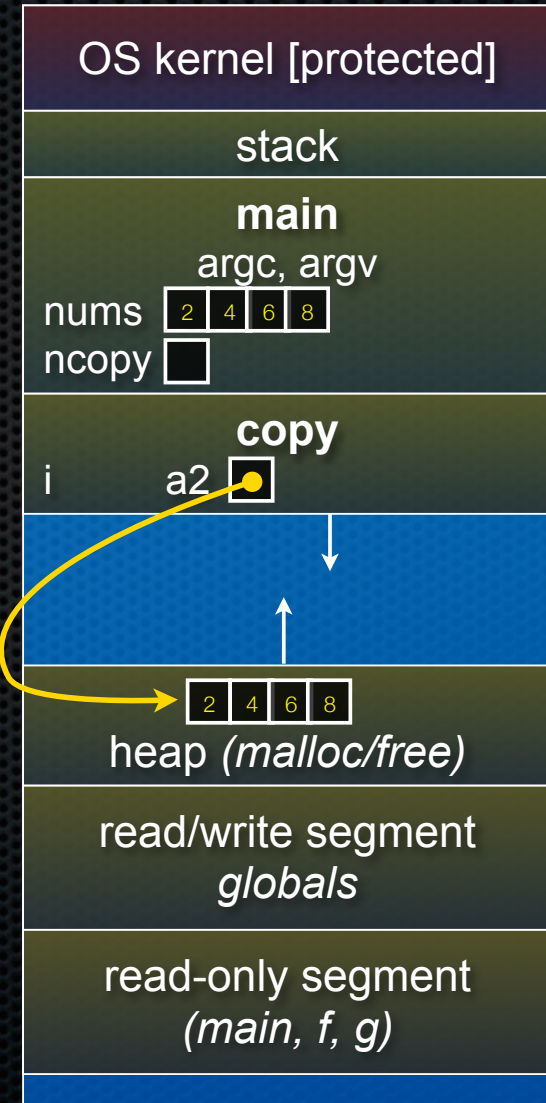 OS kernel [protected]
stack
main
argc, argv
nums 2 4 6 8
ncopy
copy
i a2
2 4 6 8
heap (malloc/free)
read/write segment
globals
read-only segment
(main, f, g)